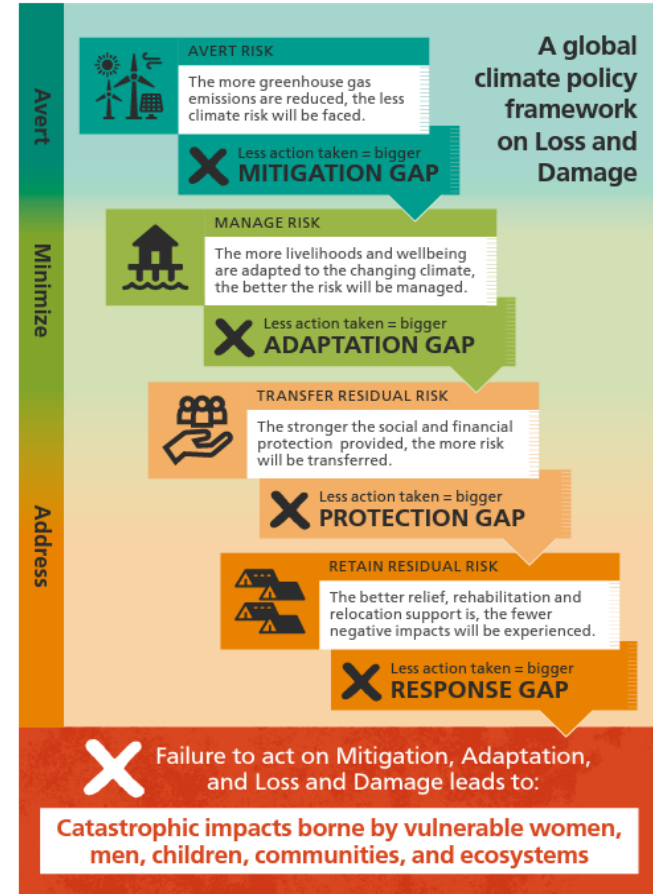 A global
climate policy
framework
on Loss and
Damage
Avert
AVERT RISK
The more greenhouse gas
emissions are reduced, the less
climate risk will be faced.
Less action taken = bigger
MITIGATION GAP
Minimize
MANAGE RISK
The more livelihoods and wellbeing
are adapted to the changing climate,
the better the risk will be managed.
Less action taken = bigger
ADAPTATION GAP
Address
TRANSFER RESIDUAL RISK
The stronger the social and financial
protection provided, the more risk
will be transferred.
Less action taken = bigger
PROTECTION GAP
RETAIN RESIDUAL RISK
The better relief, rehabilitation and
relocation support is, the fewer
negative impacts will be experienced.
Less action taken = bigger
RESPONSE GAP
Failure to act on Mitigation, Adaptation,
and Loss and Damage leads to:
Catastrophic impacts borne by vulnerable women,
men, children, communities, and ecosystems